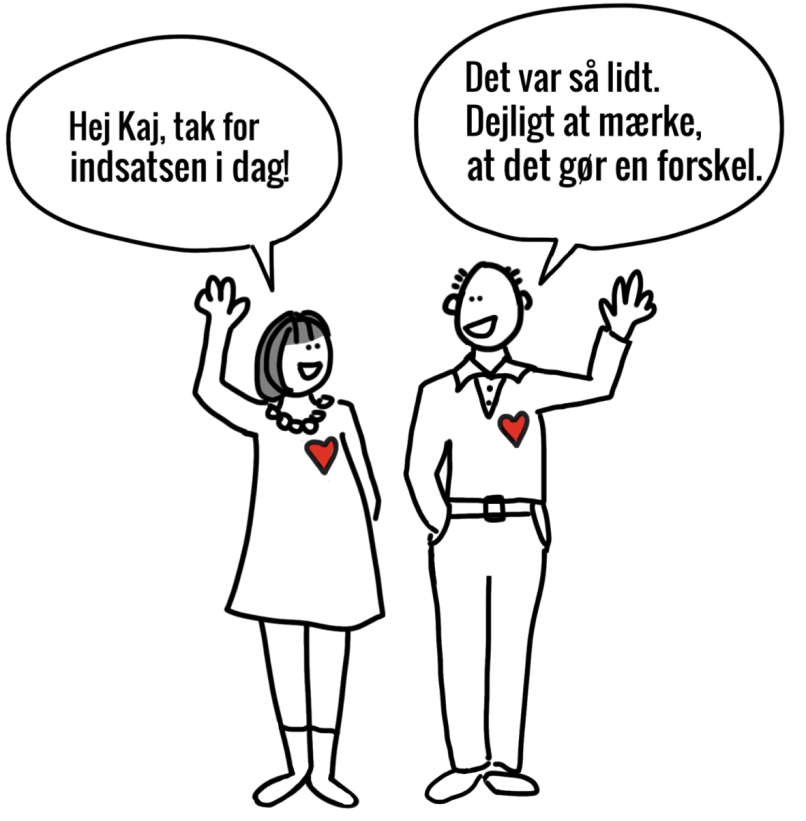 Hej Kaj, tak for
indsatsen i dag!
Det var så lidt.
Dejligt at mærke,
at det gør en forskel.